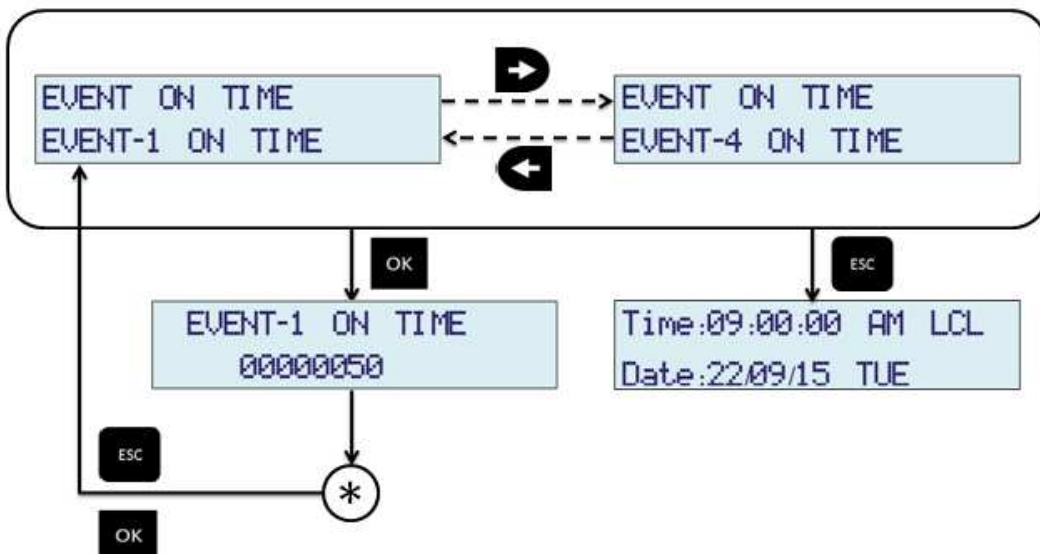 EVENT ON TIME
EVENT-1 ON TIME
EVENT ON TIME
EVENT-4 ON TIME
OK
ESC
EVENT-1 ON TIME
00000050
Time:09:00:00 AM LCL
Date:22/09/15 TUE
ESC
*
OK